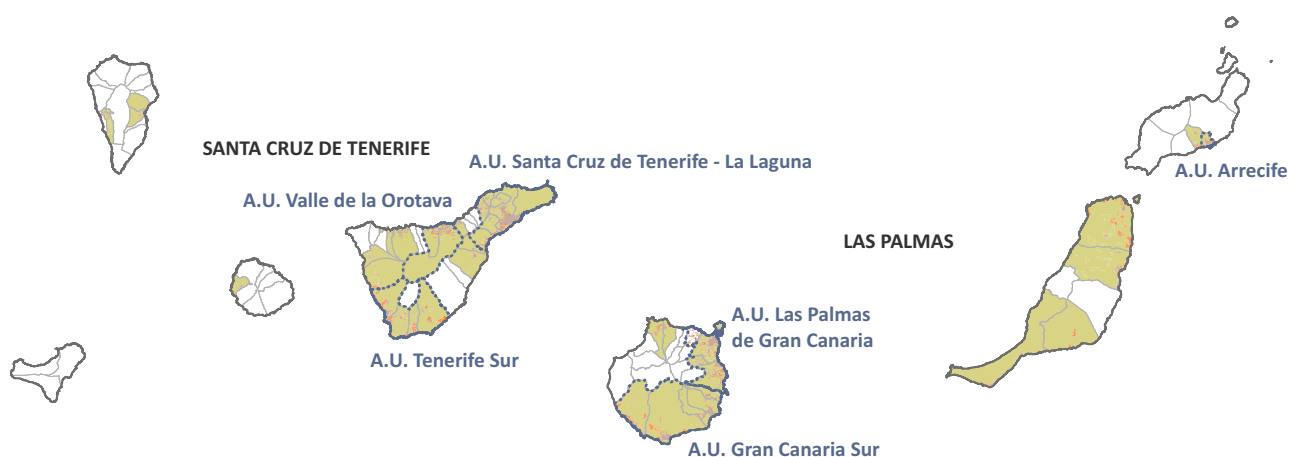 SANTA CRUZ DE TENERIFE
A.U. Santa Cruz de Tenerife - La Laguna
A.U. Arrecife
A.U. Valle de la Orotava
LAS PALMAS
A.U. Las Palmas
de Gran Canaria
A.U. Tenerife Sur
A.U. Gran Canaria Sur